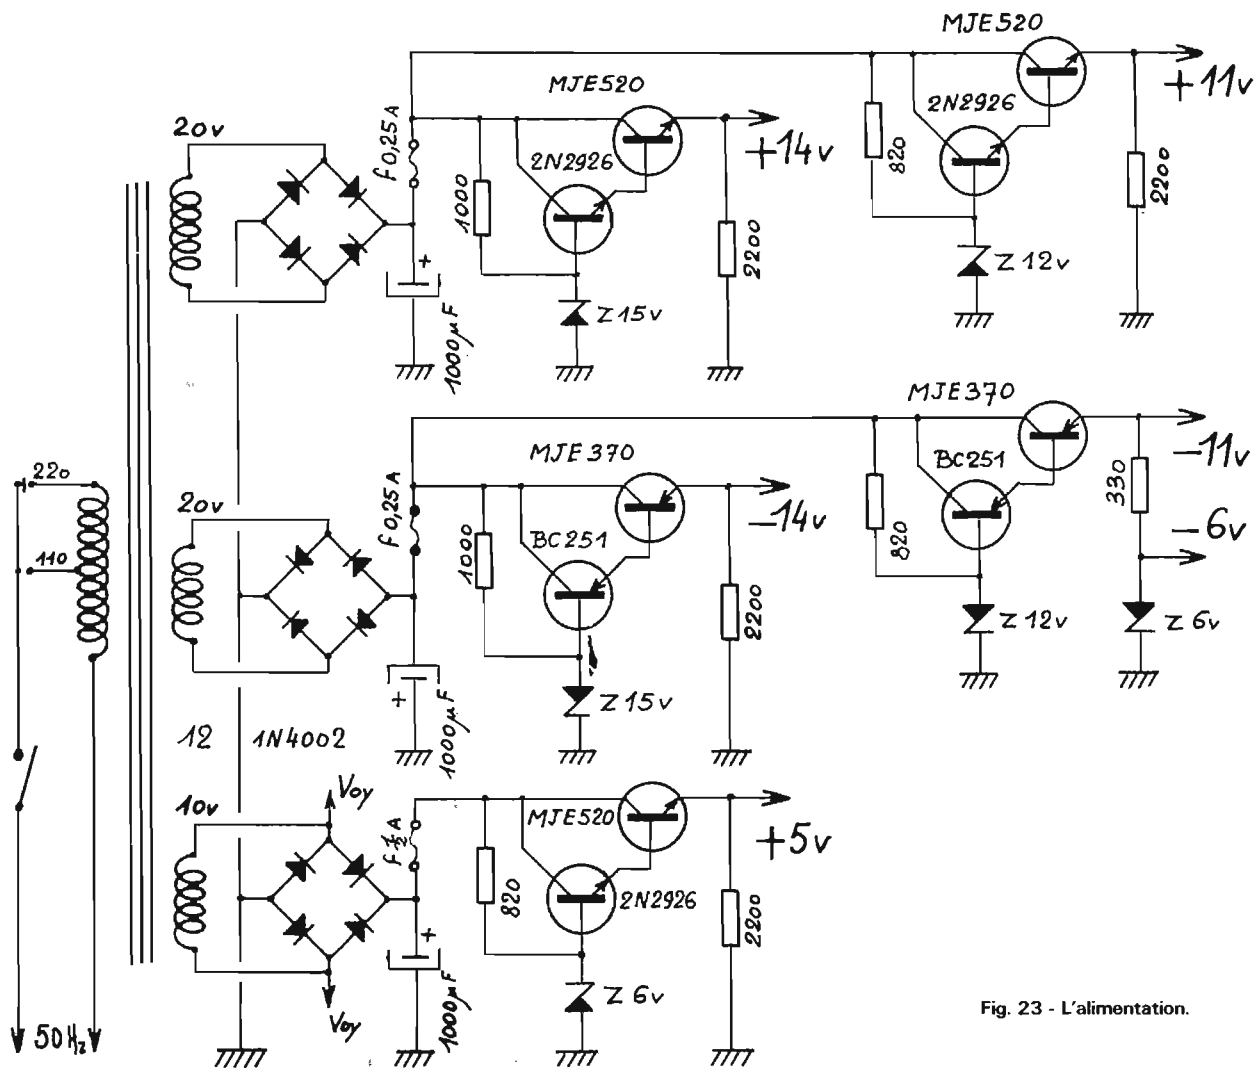 MJE520
+11v
2N2926
820
2200
Z 12v
20v
f 0,25A
MJE520
+14v
2N2926
1000
2200
+
1000µF
Z 15v
MJE370
-11v
BC251
330
820
-6v
Z 12v
Z 6v
220
110
20v
f 0,25A
MJE370
-14v
BC251
1000
2200
+
1000µF
Z 15v
12 1N4002
10v
Voy
f ½A
MJE520
+5v
2N2926
820
2200
+
1000µF
Z 6v
Voy
50Hz
Fig. 23 - L'alimentation.